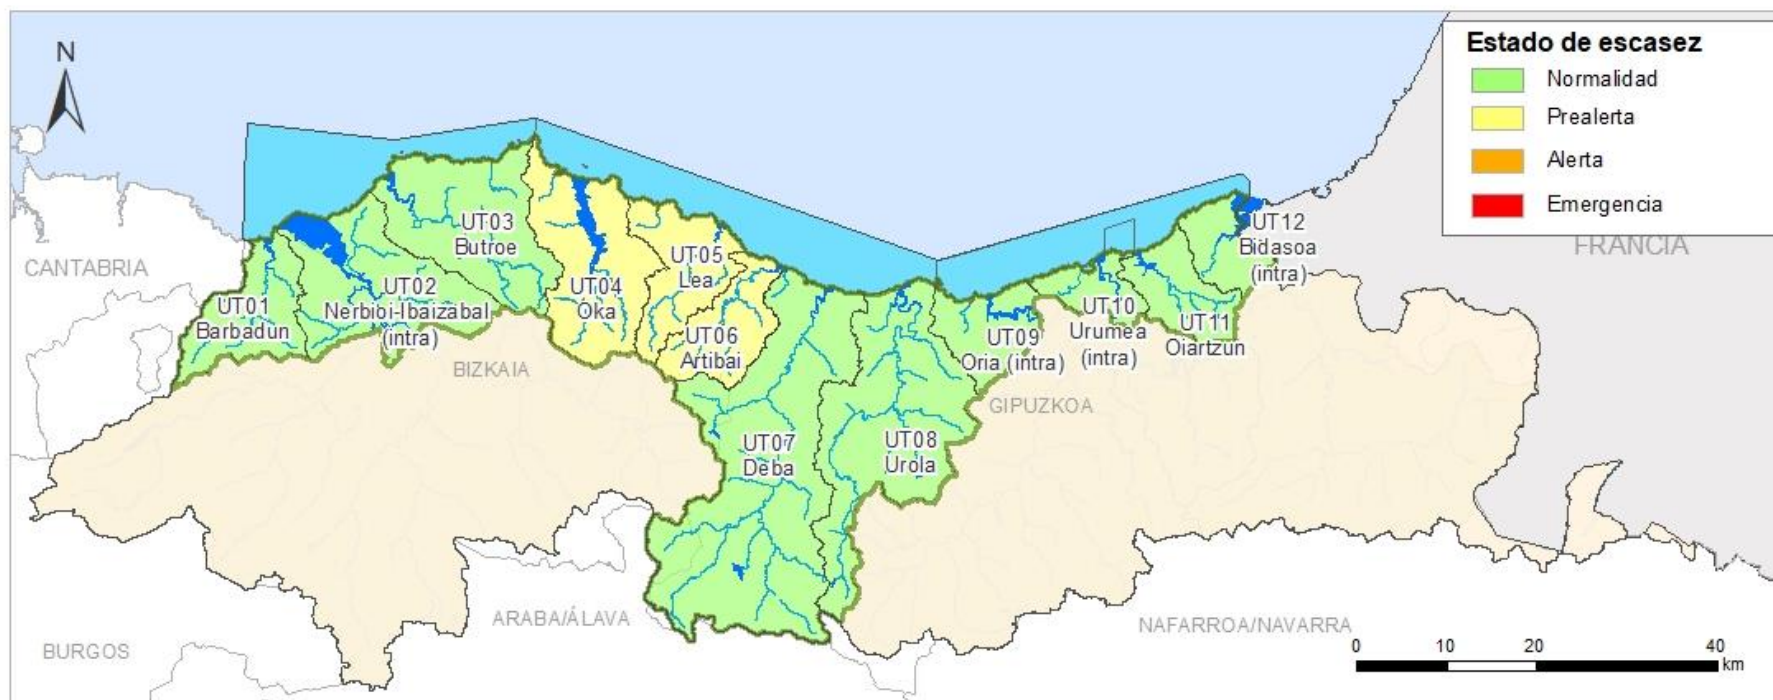 N
Estado de escasez
Normalidad
Prealerta
Alerta
Emergencia
FRANCIA
CANTABRIA
UT01
Barbadun
UT02
Nerbioi-Ibaizabal
(intra)
UT03
Butroe
UT04
Oka
UT05
Lea
UT06
Artibai
UT07
Deba
UT08
Urola
UT09
Oria (intra)
UT10
Urumea
(intra)
UT11
Oiartzun
UT12
Bidasoa
(intra)
BIZKAIA
GIPUZKOA
ARABA/ÁLAVA
NAFARROA/NAVARRA
BURGOS
0 10 20 40
km